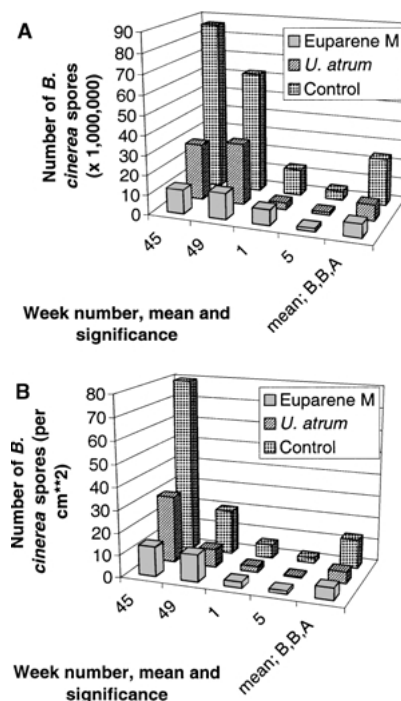 A
Number of B.
cinerea spores
(x 1,000,000)
90
80
70
60
50
40
30
20
10
0
Euparene M
U. atrum
Control
45
49
1
5
mean; B,B,A
Week number, mean and
significance
B
Number of B.
cinerea spores (per
cm**2)
80
70
60
50
40
30
20
10
0
Euparene M
U. atrum
Control
45
49
1
5
mean; B,B,A
Week number, mean and
significance